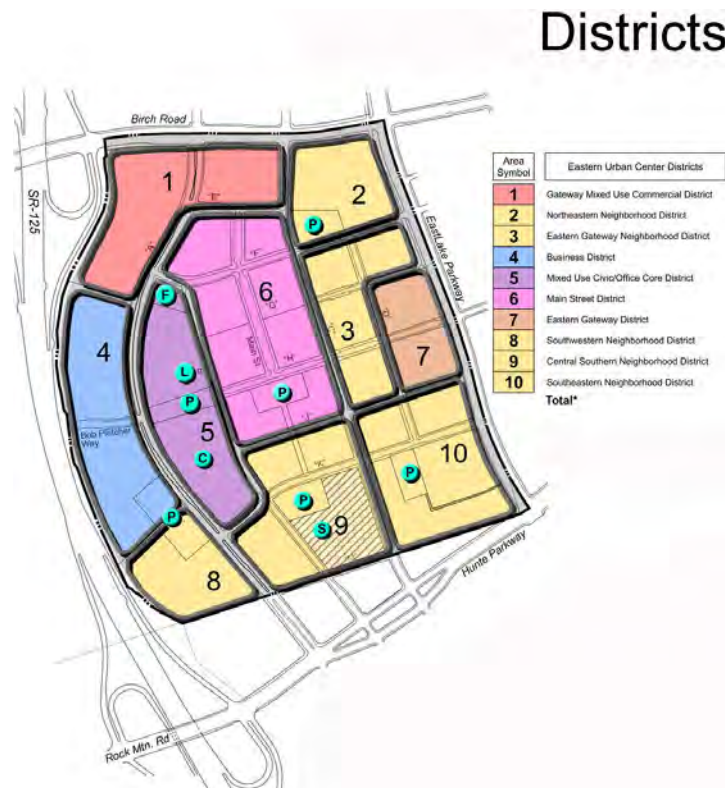 Districts
Birch Road
SR-125
EastLake Parkway
1
2
P
"F"
6
F
Main St
"H"
3
4
L
P
P
7
5
C
Bob Pletcher
Way
"K"
10
P
P
P
S
9
8
Hunte Parkway
Rock Mtn. Rd
Area
Symbol
Eastern Urban Center Districts
1 Gateway Mixed Use Commercial District
2 Northeastern Neighborhood District
3 Eastern Gateway Neighborhood District
4 Business District
5 Mixed Use Civic/Office Core District
6 Main Street District
7 Eastern Gateway District
8 Southwestern Neighborhood District
9 Central Southern Neighborhood District
10 Southeastern Neighborhood District
Total*